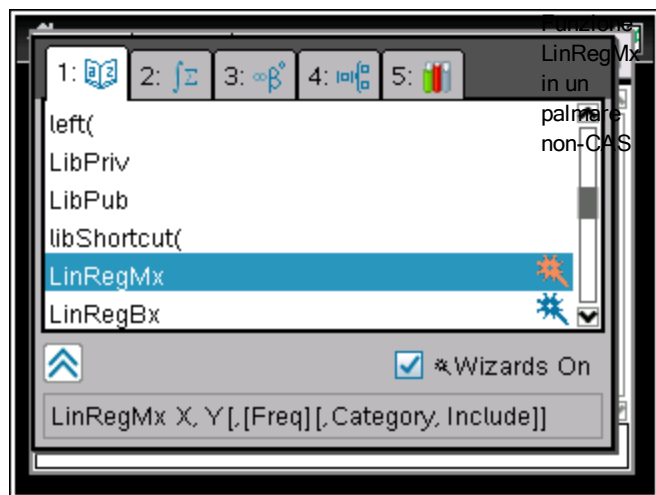 Funzione
LinRegMx
in un
palmare
non-CAS
1:
2: ∫Σ
3: ∞β°
4:
5:
left(
LibPriv
LibPub
libShortcut(
LinRegMx
LinRegBx
Wizards On
LinRegMx X, Y[,[Freq][,Category, Include]]